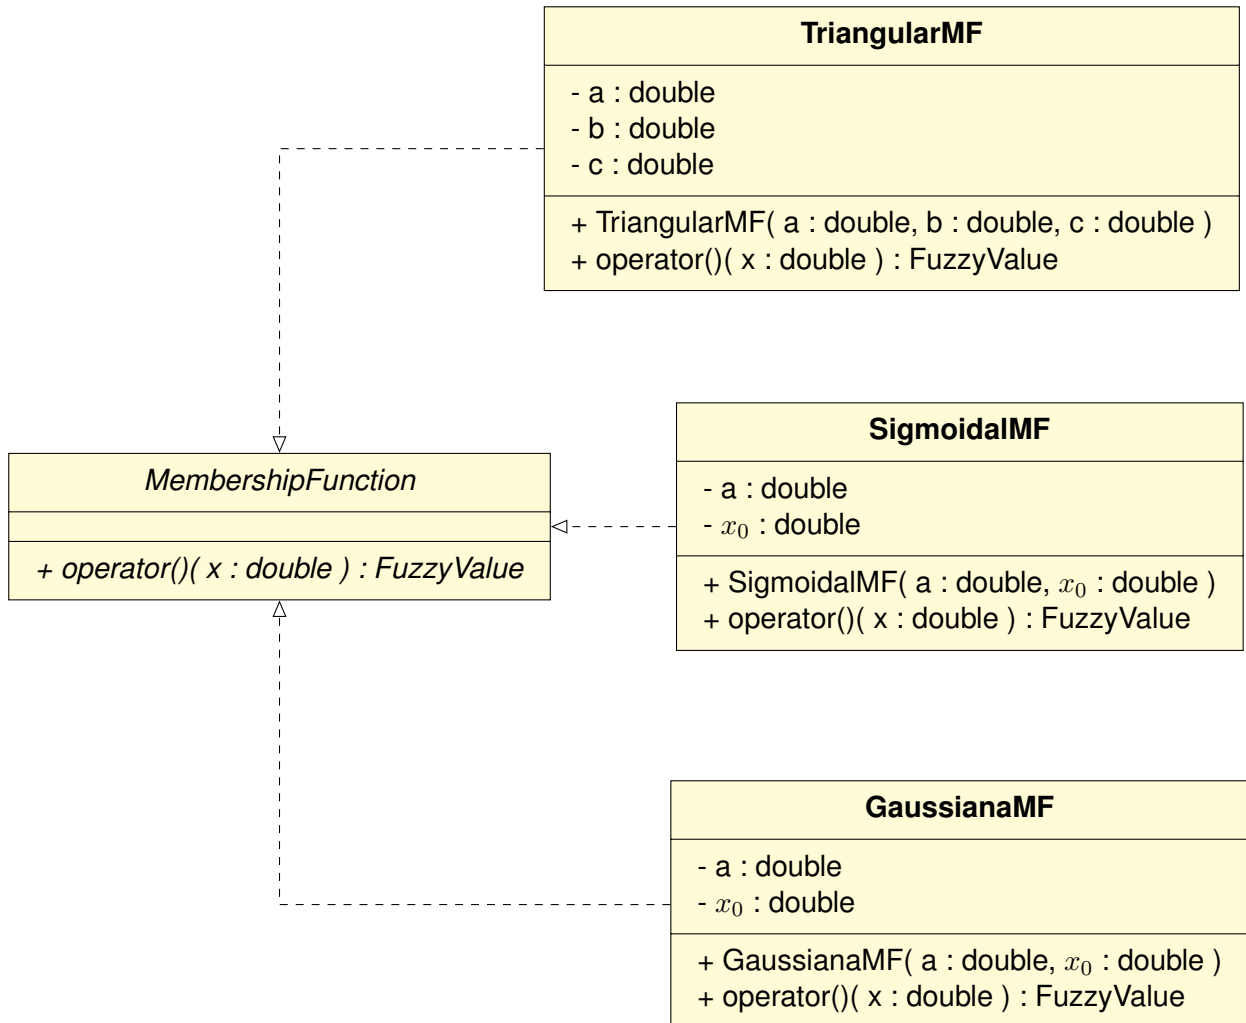 TriangularMF
- a : double
- b : double
- c : double
+ TriangularMF( a : double, b : double, c : double )
+ operator()( x : double ) : FuzzyValue
MembershipFunction
+ operator()( x : double ) : FuzzyValue
SigmoidalMF
- a : double
- x₀ : double
+ SigmoidalMF( a : double, x₀ : double )
+ operator()( x : double ) : FuzzyValue
GaussianaMF
- a : double
- x₀ : double
+ GaussianaMF( a : double, x₀ : double )
+ operator()( x : double ) : FuzzyValue